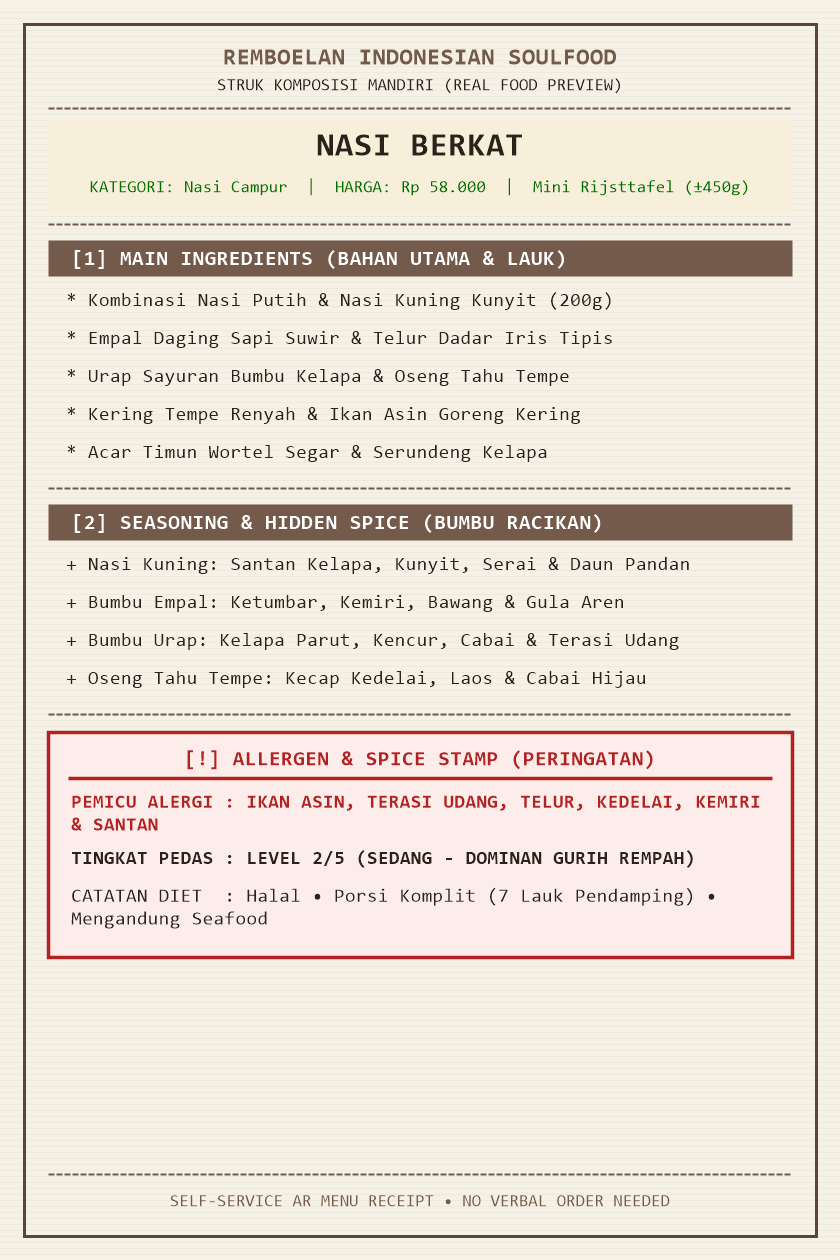 REMBOELAN INDONESIAN SOULFOOD
STRUK KOMPOSISI MANDIRI (REAL FOOD PREVIEW)
NASI BERKAT
KATEGORI: Nasi Campur | HARGA: Rp 58.000 | Mini Rijsttafel (±450g)
[1] MAIN INGREDIENTS (BAHAN UTAMA & LAUK)
* Kombinasi Nasi Putih & Nasi Kuning Kunyit (200g)
* Empal Daging Sapi Suwir & Telur Dadar Iris Tipis
* Urap Sayuran Bumbu Kelapa & Oseng Tahu Tempe
* Kering Tempe Renyah & Ikan Asin Goreng Kering
* Acar Timun Wortel Segar & Serundeng Kelapa
[2] SEASONING & HIDDEN SPICE (BUMBU RACIKAN)
+ Nasi Kuning: Santan Kelapa, Kunyit, Serai & Daun Pandan
+ Bumbu Empal: Ketumbar, Kemiri, Bawang & Gula Aren
+ Bumbu Urap: Kelapa Parut, Kencur, Cabai & Terasi Udang
+ Oseng Tahu Tempe: Kecap Kedelai, Laos & Cabai Hijau
[!] ALLERGEN & SPICE STAMP (PERINGATAN)
PEMICU ALERGI : IKAN ASIN, TERASI UDANG, TELUR, KEDELAI, KEMIRI
& SANTAN
TINGKAT PEDAS : LEVEL 2/5 (SEDANG - DOMINAN GURIH REMPAH)
CATATAN DIET  : Halal • Porsi Komplit (7 Lauk Pendamping) •
Mengandung Seafood
SELF-SERVICE AR MENU RECEIPT • NO VERBAL ORDER NEEDED